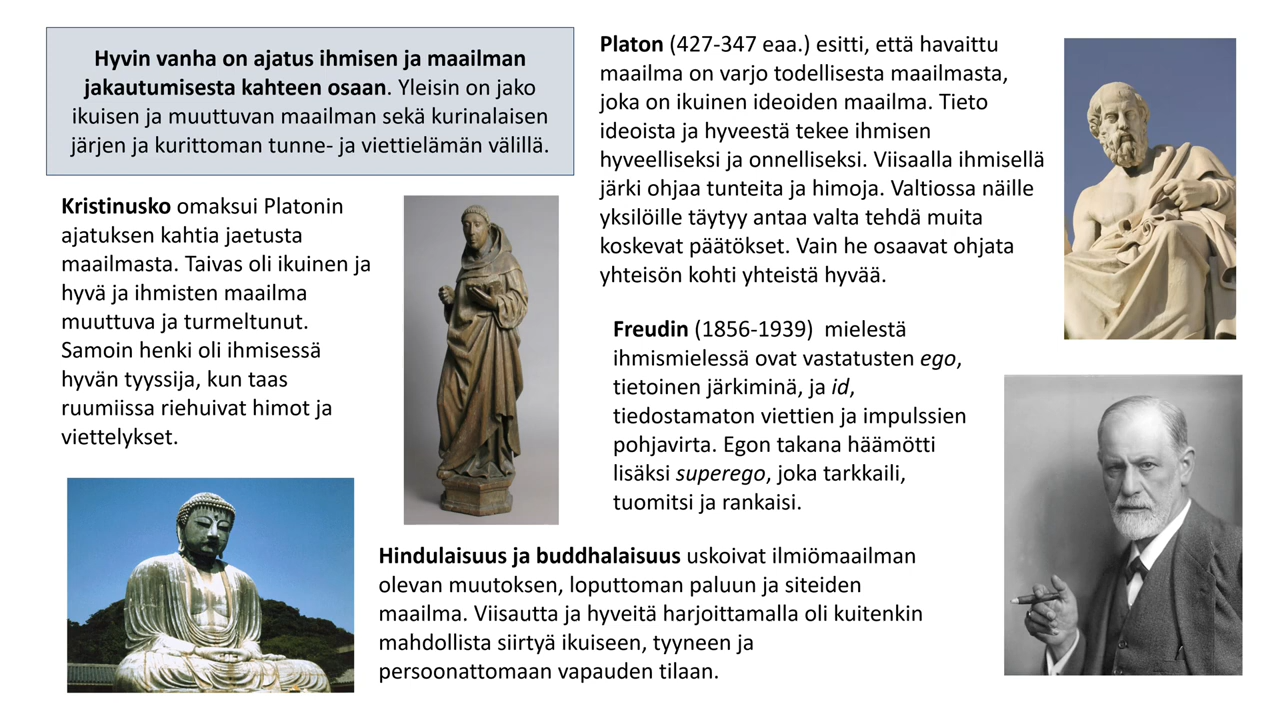 Hyvin vanha on ajatus ihmisen ja maailman
jakautumisesta kahteen osaan. Yleisin on jako
ikuisen ja muuttuvan maailman sekä kurinalaisen
järjen ja kurittoman tunne- ja viettielämän välillä.
Kristinusko omaksui Platonin
ajatuksen kahtia jaetusta
maailmasta. Taivas oli ikuinen ja
hyvä ja ihmisten maailma
muuttuva ja turmeltunut.
Samoin henki oli ihmisessä
hyvän tyyssija, kun taas
ruumiissa riehuivat himot ja
viettelykset.
Platon (427-347 eaa.) esitti, että havaittu
maailma on varjo todellisesta maailmasta,
joka on ikuinen ideoiden maailma. Tieto
ideoista ja hyveestä tekee ihmisen
hyveelliseksi ja onnelliseksi. Viisaalla ihmisellä
järki ohjaa tunteita ja himoja. Valtiossa näille
yksilöille täytyy antaa valta tehdä muita
koskevat päätökset. Vain he osaavat ohjata
yhteisön kohti yhteistä hyvää.
Freudin (1856-1939) mielestä
ihmismielessä ovat vastatusten ego,
tietoinen järkiminä, ja id,
tiedostamaton viettien ja impulssien
pohjavirta. Egon takana häämötti
lisäksi superego, joka tarkkaili,
tuomitsi ja rankaisi.
Hindulaisuus ja buddhalaisuus uskoivat ilmiömaailman
olevan muutoksen, loputtoman paluun ja siteiden
maailma. Viisautta ja hyveitä harjoittamalla oli kuitenkin
mahdollista siirtyä ikuiseen, tyyneen ja
persoonattomaan vapauden tilaan.